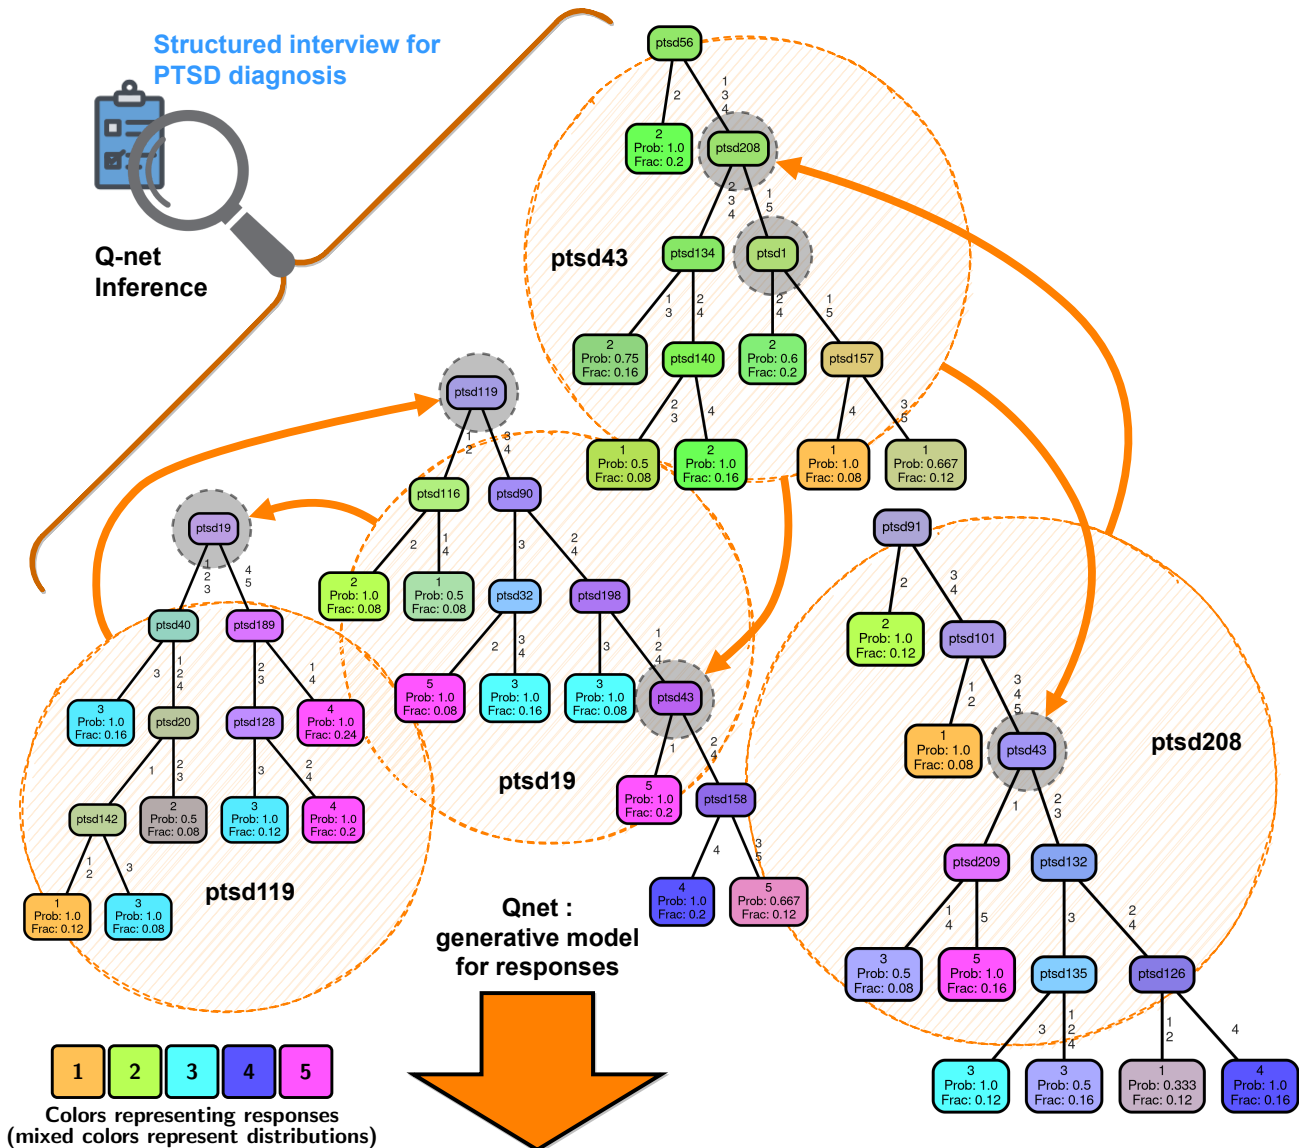 Structured interview for
PTSD diagnosis
Q-net
Inference
ptsd56
2
1
3
4
2
Prob: 1.0
Frac: 0.2
ptsd208
2
3
4
1
5
ptsd43
ptsd134
ptsd1
1
3
2
4
2
4
1
5
2
Prob: 0.75
Frac: 0.16
ptsd140
2
Prob: 0.6
Frac: 0.2
ptsd157
2
3
4
4
3
5
1
Prob: 0.5
Frac: 0.08
2
Prob: 1.0
Frac: 0.16
1
Prob: 1.0
Frac: 0.08
1
Prob: 0.667
Frac: 0.12
ptsd119
1
2
3
4
ptsd116
ptsd90
2
1
4
3
2
4
2
Prob: 1.0
Frac: 0.08
1
Prob: 0.5
Frac: 0.08
ptsd32
ptsd198
2
3
4
3
1
2
4
5
Prob: 1.0
Frac: 0.08
3
Prob: 1.0
Frac: 0.16
3
Prob: 1.0
Frac: 0.08
ptsd43
1
2
4
ptsd19
5
Prob: 1.0
Frac: 0.2
ptsd158
4
3
5
4
Prob: 1.0
Frac: 0.2
5
Prob: 0.667
Frac: 0.12
ptsd19
1
2
3
4
5
ptsd40
ptsd189
3
1
2
4
2
3
1
4
3
Prob: 1.0
Frac: 0.16
ptsd20
ptsd128
4
Prob: 1.0
Frac: 0.24
1
2
3
3
2
4
ptsd142
2
Prob: 0.5
Frac: 0.08
3
Prob: 1.0
Frac: 0.12
4
Prob: 1.0
Frac: 0.2
1
2
3
ptsd119
1
Prob: 1.0
Frac: 0.12
3
Prob: 1.0
Frac: 0.08
ptsd91
2
3
4
2
Prob: 1.0
Frac: 0.12
ptsd101
1
2
3
4
5
1
Prob: 1.0
Frac: 0.08
ptsd43
ptsd208
1
2
3
ptsd209
ptsd132
1
4
5
3
2
4
3
Prob: 0.5
Frac: 0.08
5
Prob: 1.0
Frac: 0.16
ptsd135
ptsd126
3
1
2
4
1
2
4
3
Prob: 1.0
Frac: 0.12
3
Prob: 0.5
Frac: 0.16
1
Prob: 0.333
Frac: 0.12
4
Prob: 1.0
Frac: 0.16
Qnet :
generative model
for responses
1 2 3 4 5
Colors representing responses
(mixed colors represent distributions)